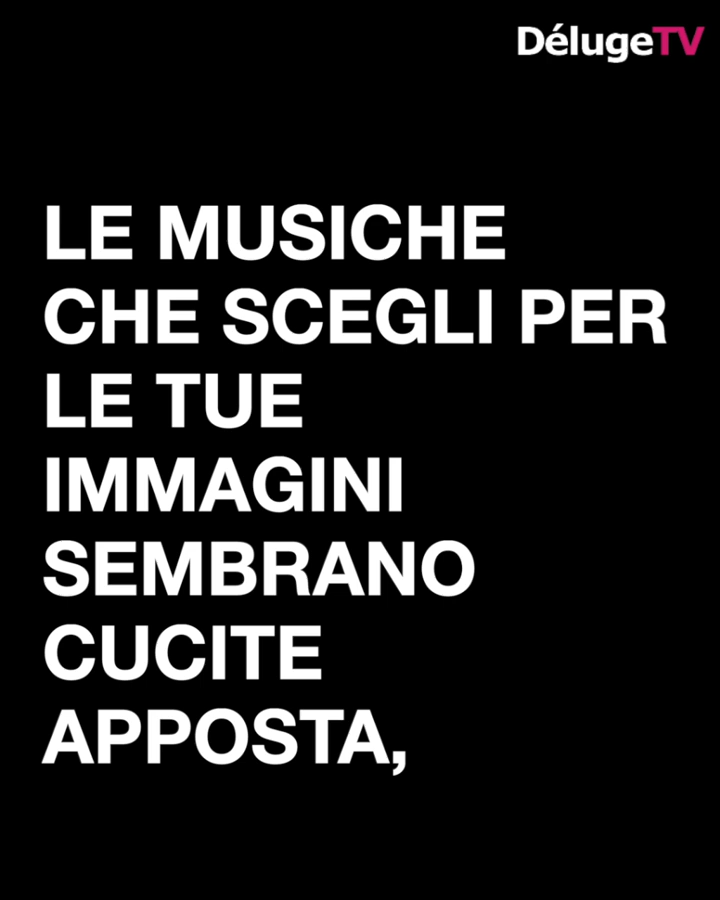 DélugeTV
LE MUSICHE
CHE SCEGLI PER
LE TUE
IMMAGINI
SEMBRANO
CUCITE
APPOSTA,